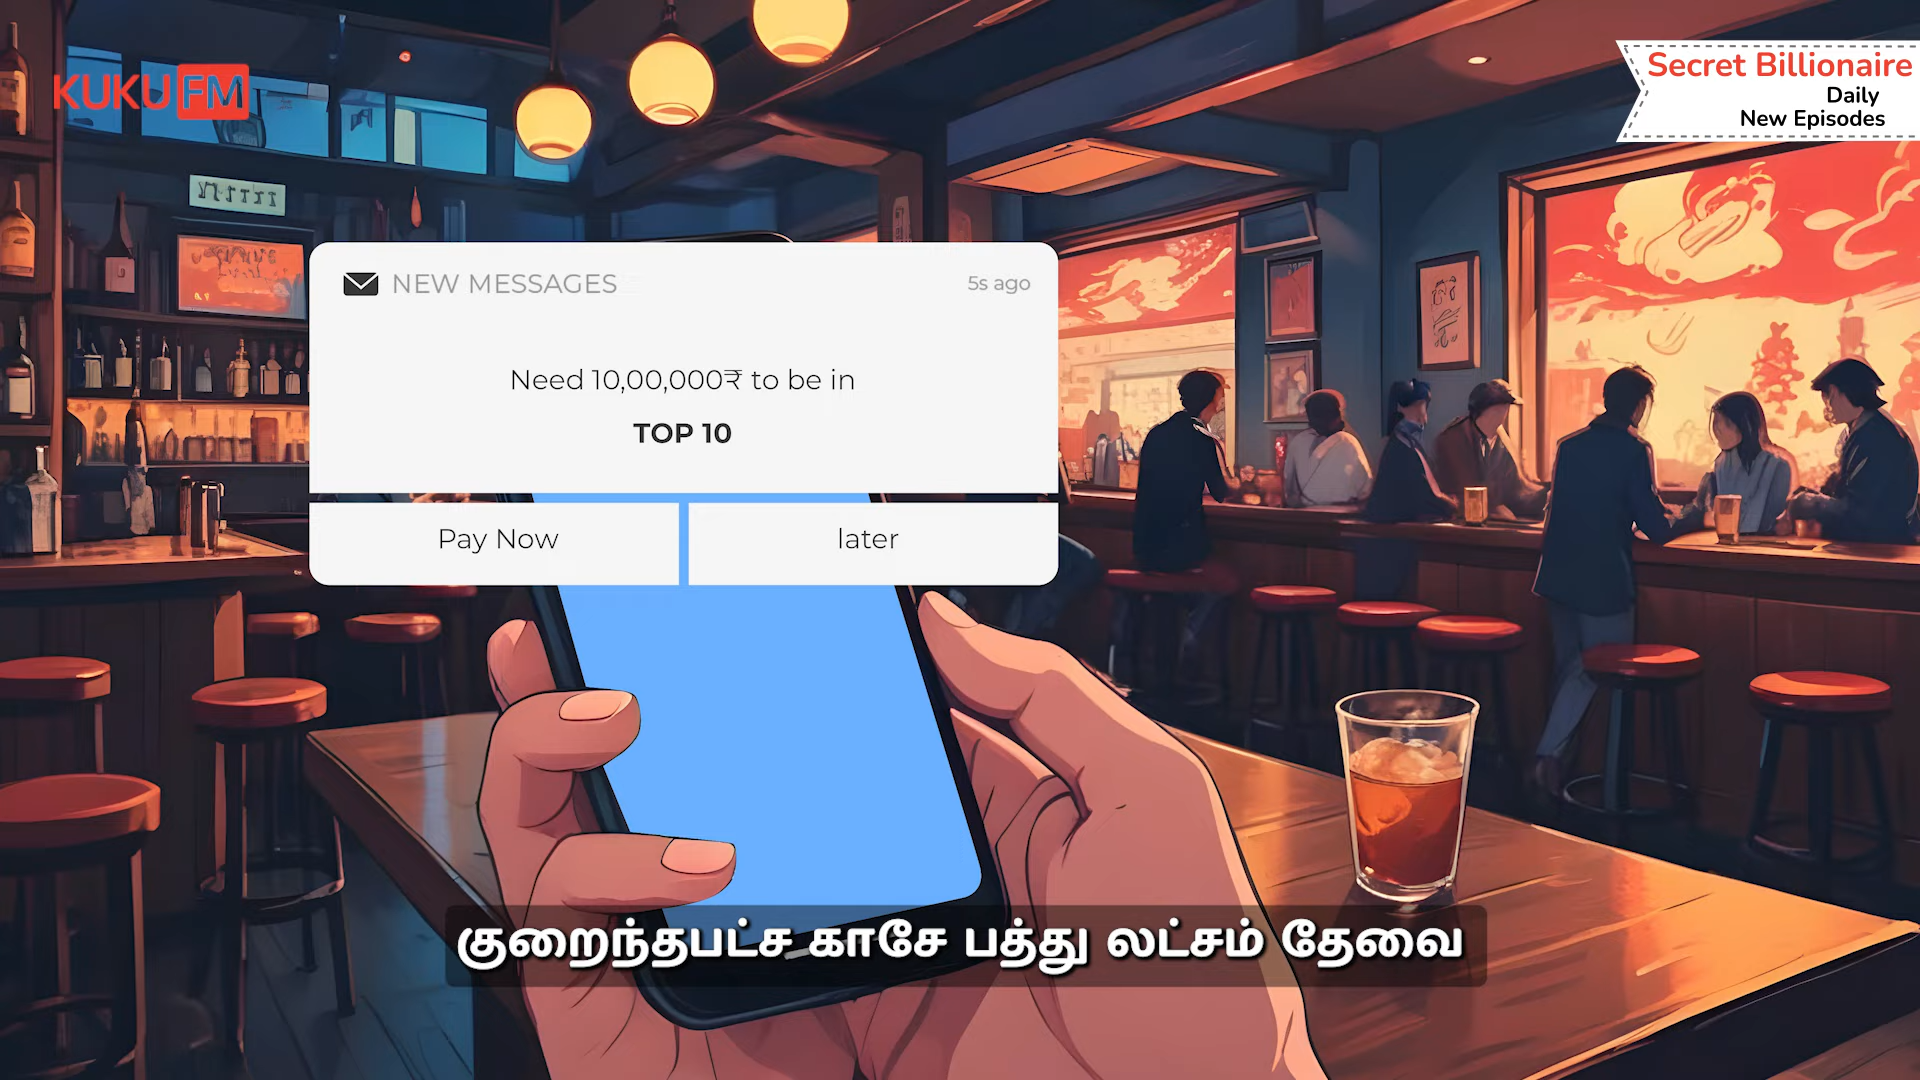 KUKU FM
Secret Billionaire
Daily
New Episodes
NEW MESSAGES
5s ago
Need 10,00,000₹ to be in
TOP 10
Pay Now
later
குறைந்தபட்ச காசே பத்து லட்சம் தேவை